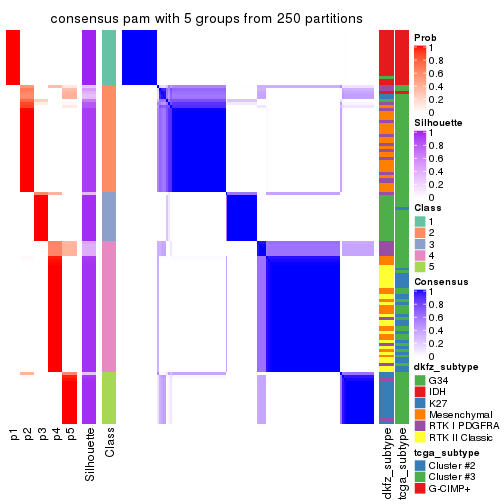 consensus pam with 5 groups from 250 partitions
Prob
1
0.8
0.6
0.4
0.2
0
Silhouette
1
0.8
0.6
0.4
0.2
0
Class
1
2
3
4
5
Consensus
1
0.8
0.6
0.4
0.2
0
dkfz_subtype
G34
IDH
K27
Mesenchymal
RTK I PDGFRA
RTK II Classic
tcga_subtype
Cluster #2
Cluster #3
G-CIMP+
p1
p2
p3
p4
p5
Silhouette
Class
dkfz_subtype
tcga_subtype